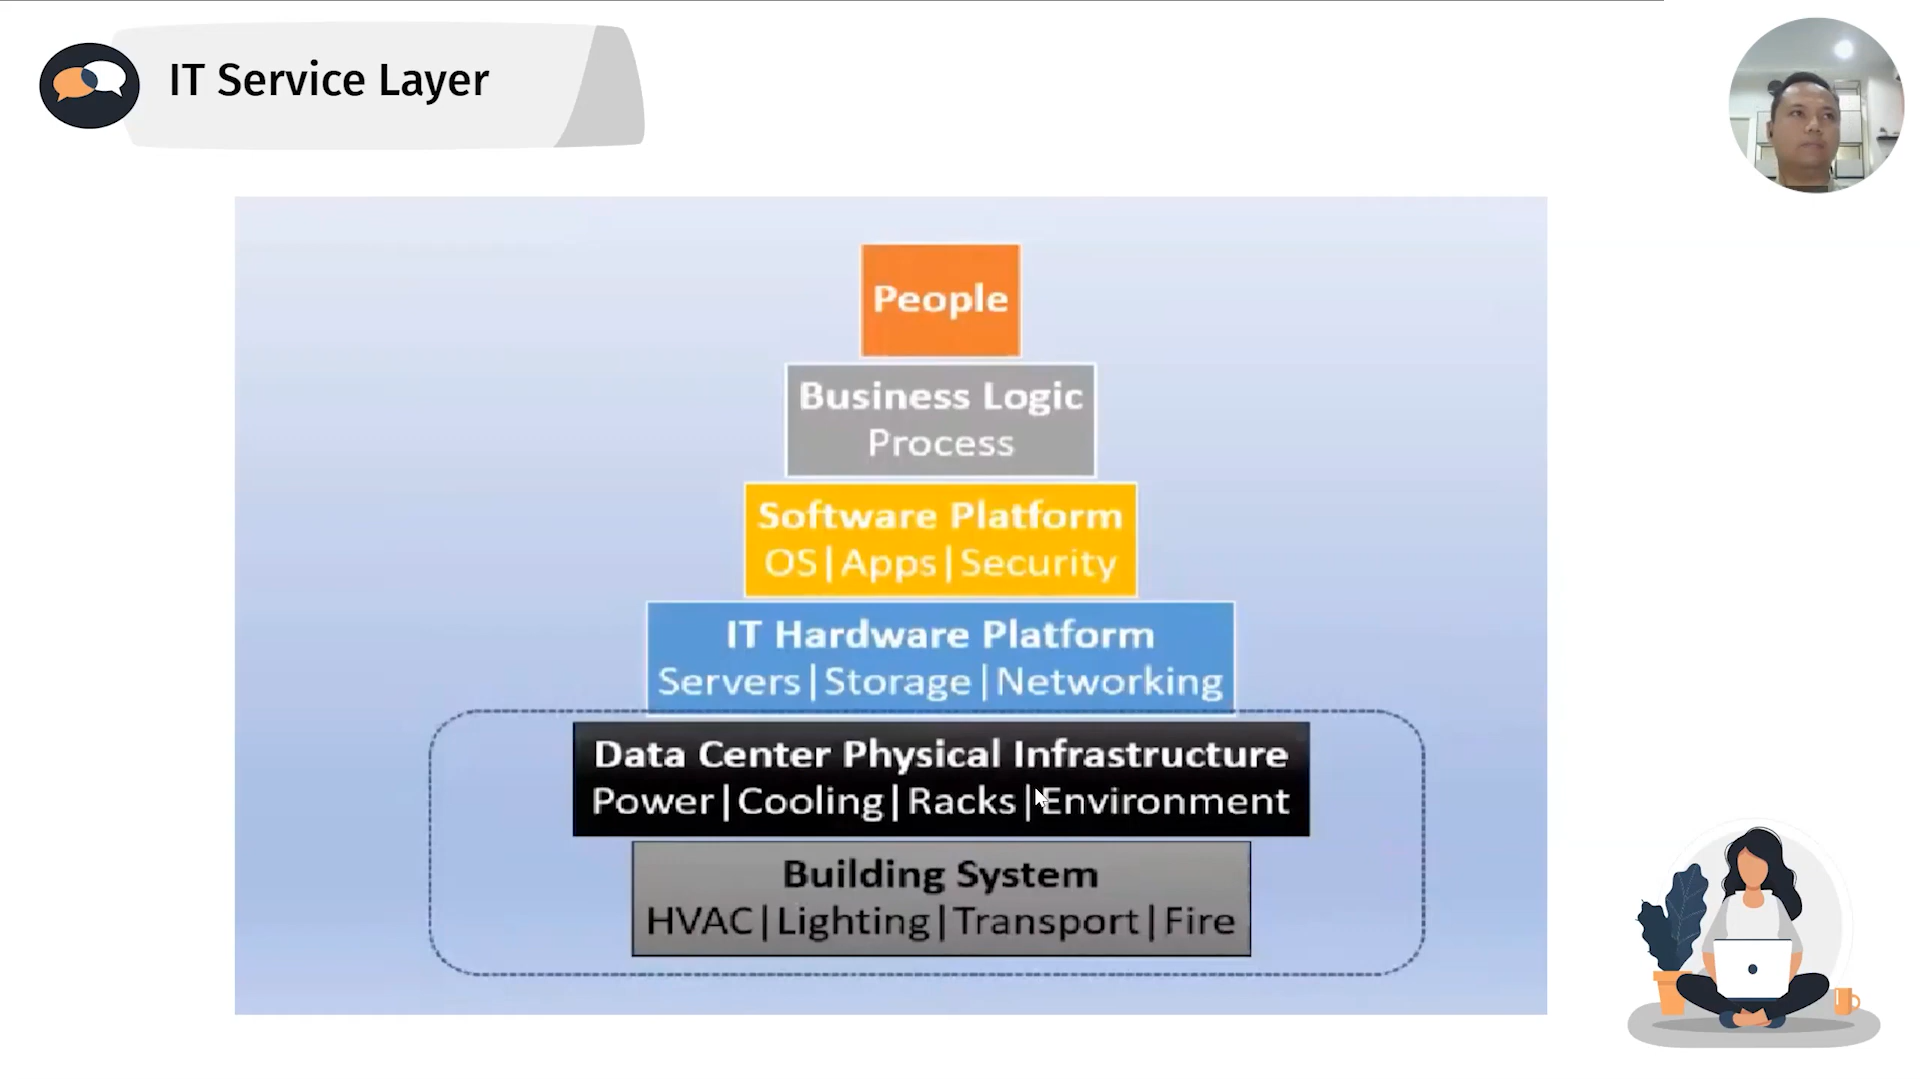 IT Service Layer
People
Business Logic
Process
Software Platform
OS|Apps|Security
IT Hardware Platform
Servers|Storage|Networking
Data Center Physical Infrastructure
Power|Cooling|Racks|Environment
Building System
HVAC|Lighting|Transport|Fire